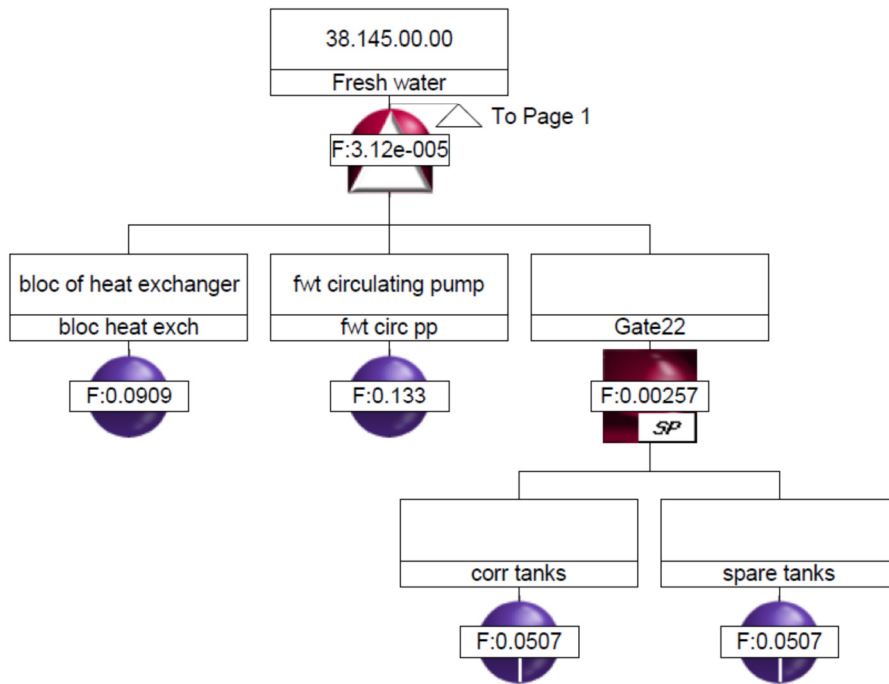 38.145.00.00
Fresh water
To Page 1
F:3.12e-005
bloc of heat exchanger
fwt circulating pump
bloc heat exch
fwt circ pp
Gate22
F:0.0909
F:0.133
F:0.00257
SP
corr tanks
spare tanks
F:0.0507
F:0.0507